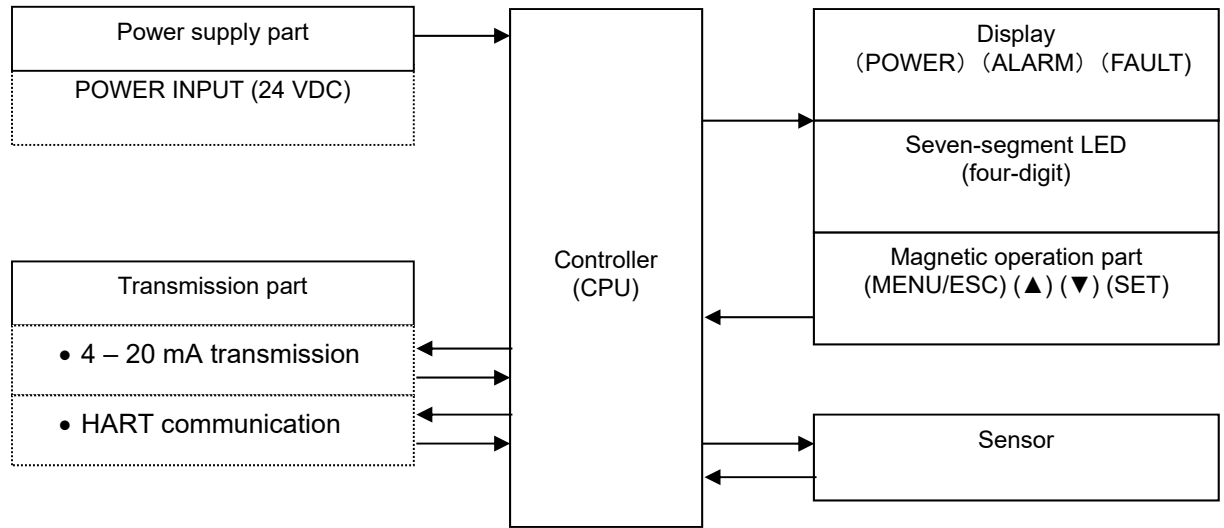 Power supply part
POWER INPUT (24 VDC)
Transmission part
• 4 – 20 mA transmission
• HART communication
Controller
(CPU)
Display
（POWER）（ALARM）（FAULT)
Seven-segment LED
(four-digit)
Magnetic operation part
(MENU/ESC) (▲) (▼) (SET)
Sensor